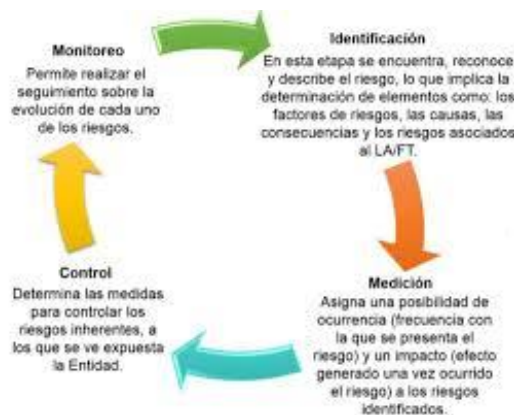 Monitoreo
Permite realizar el
seguimiento sobre la
evolución de cada uno
de los riesgos.
Identificación
En esta etapa se encuentra, reconoce
y describe el riesgo, lo que implica la
determinación de elementos como: los
factores de riesgos, las causas, las
consecuencias y los riesgos asociados
al LA/FT.
Medición
Asigna una posibilidad de
ocurrencia (frecuencia con
la que se presenta el
riesgo) y un impacto (efecto
generado una vez ocurrido
el riesgo) a los riesgos
identificados.
Control
Determina las medidas
para controlar los
riesgos inherentes, a
los que se ve expuesta
la Entidad.